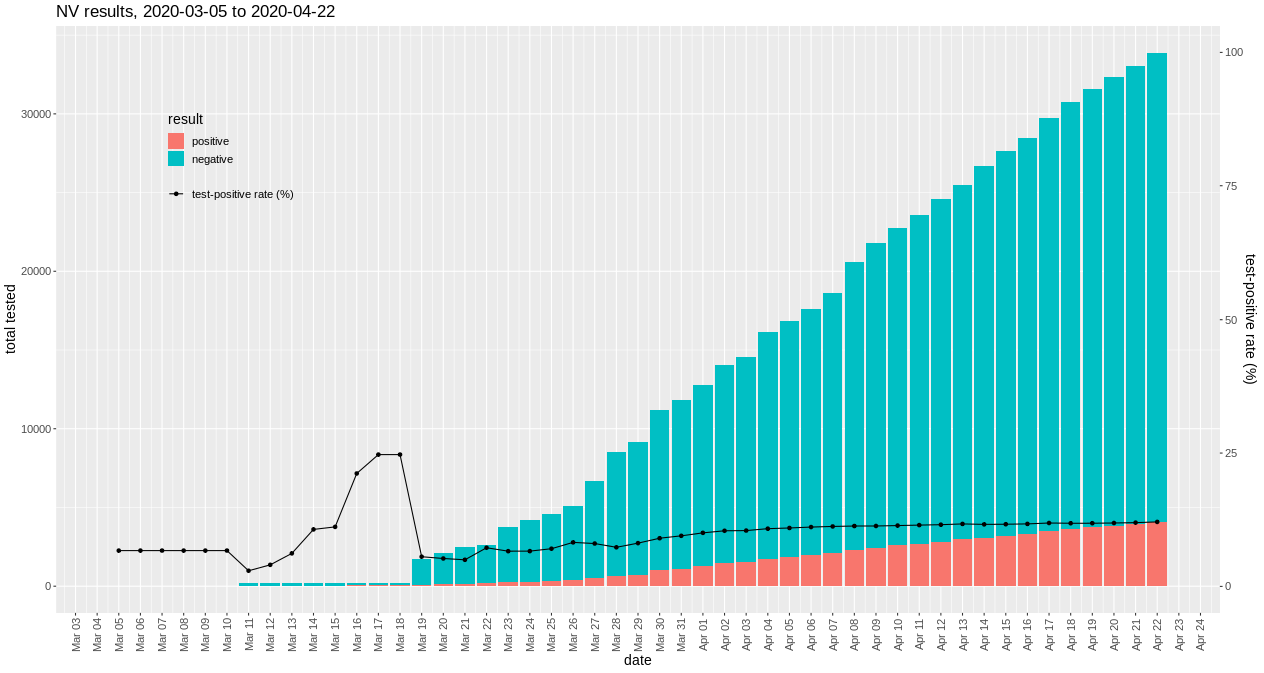 NV results, 2020-03-05 to 2020-04-22
total tested
30000
20000
10000
0
result
positive
negative
test-positive rate (%)
100
75
50
25
0
test-positive rate (%)
Mar 03
Mar 04
Mar 05
Mar 06
Mar 07
Mar 08
Mar 09
Mar 10
Mar 11
Mar 12
Mar 13
Mar 14
Mar 15
Mar 16
Mar 17
Mar 18
Mar 19
Mar 20
Mar 21
Mar 22
Mar 23
Mar 24
Mar 25
Mar 26
Mar 27
Mar 28
Mar 29
Mar 30
Mar 31
Apr 01
Apr 02
Apr 03
Apr 04
Apr 05
Apr 06
Apr 07
Apr 08
Apr 09
Apr 10
Apr 11
Apr 12
Apr 13
Apr 14
Apr 15
Apr 16
Apr 17
Apr 18
Apr 19
Apr 20
Apr 21
Apr 22
Apr 23
Apr 24
date